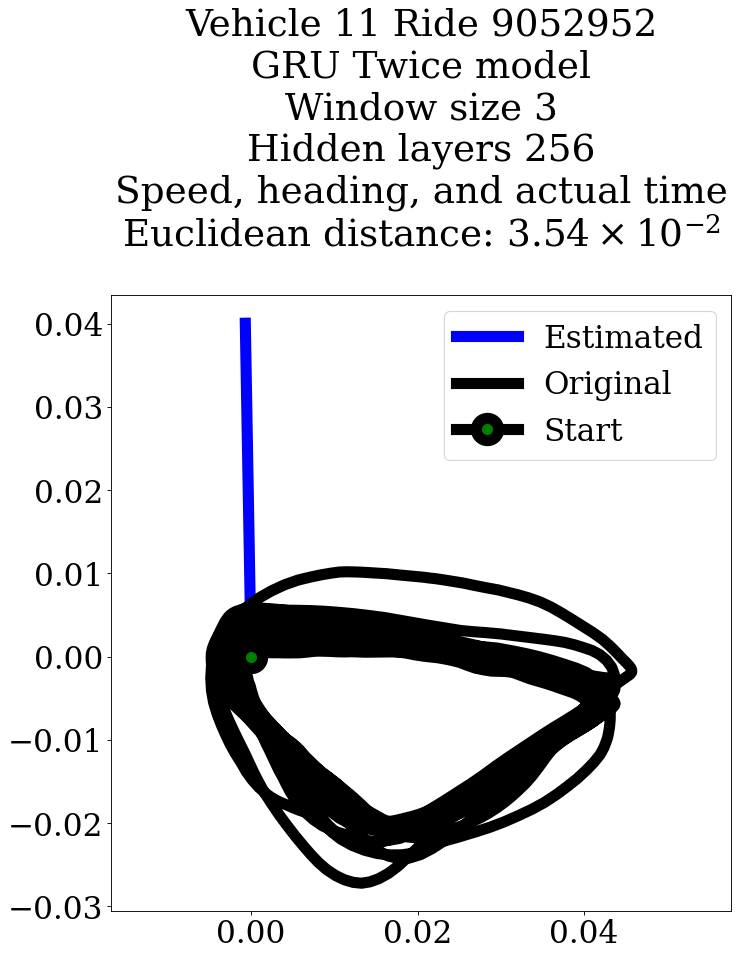 Vehicle 11 Ride 9052952
GRU Twice model
Window size 3
Hidden layers 256
Speed, heading, and actual time
Euclidean distance: 3.54 × 10⁻²
Estimated
Original
Start
0.04
0.03
0.02
0.01
0.00
−0.01
−0.02
−0.03
0.00 0.02 0.04